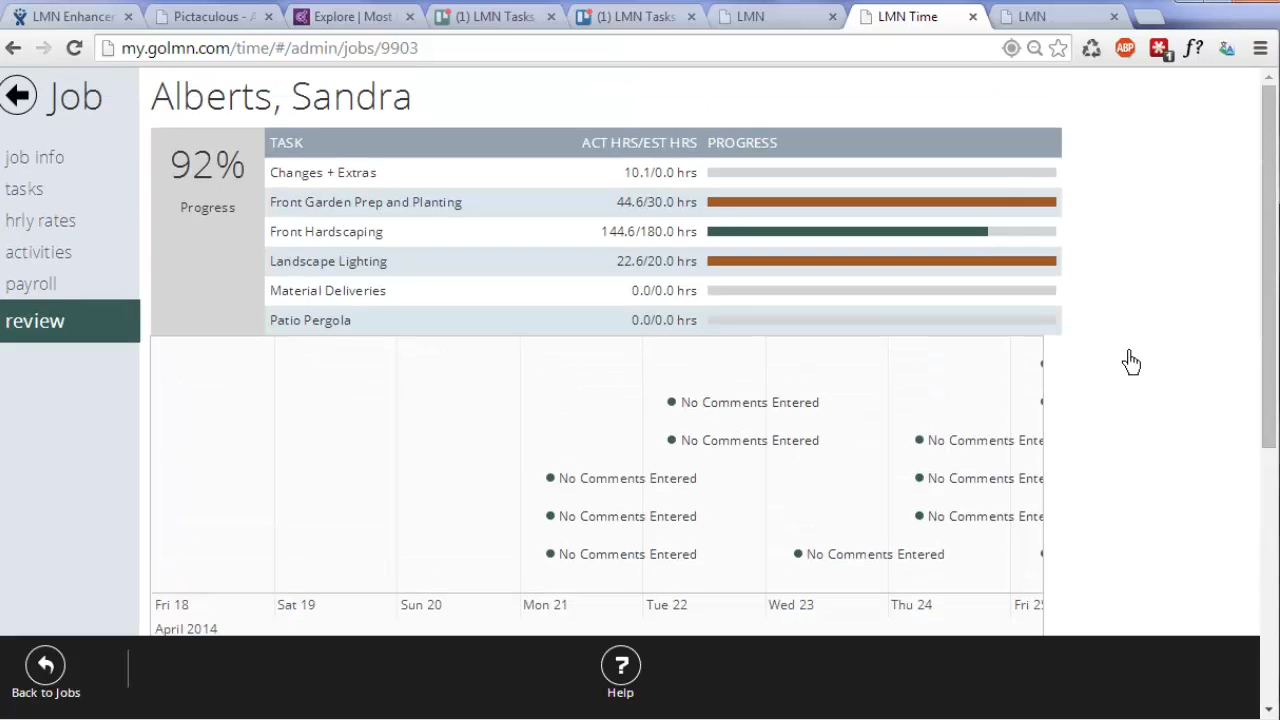 LMN Enhancer
Pictaculous - A
Explore | Most
(1) LMN Tasks
(1) LMN Tasks
LMN
LMN Time
LMN
my.golmn.com/time/#/admin/jobs/9903
ABP
1
f?
Job
job info
tasks
hrly rates
activities
payroll
review
Alberts, Sandra
92%
Progress
TASK ACT HRS/EST HRS PROGRESS
Changes + Extras 10.1/0.0 hrs
Front Garden Prep and Planting 44.6/30.0 hrs
Front Hardscaping 144.6/180.0 hrs
Landscape Lighting 22.6/20.0 hrs
Material Deliveries 0.0/0.0 hrs
Patio Pergola 0.0/0.0 hrs
No Comments Entered
No Comments Entered No Comments Ente
No Comments Entered No Comments Ente
No Comments Entered No Comments Ente
No Comments Entered No Comments Entered
Fri 18 Sat 19 Sun 20 Mon 21 Tue 22 Wed 23 Thu 24 Fri 25
April 2014
Back to Jobs
?
Help